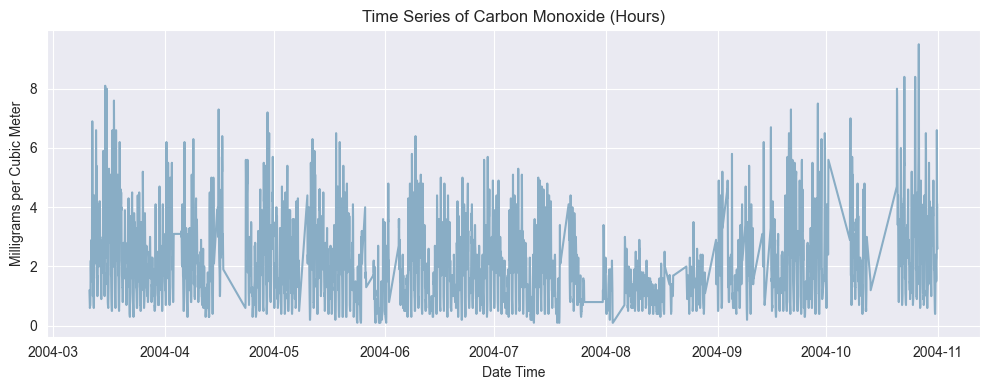 Time Series of Carbon Monoxide (Hours)
Milligrams per Cubic Meter
8
6
4
2
0
2004-03 2004-04 2004-05 2004-06 2004-07 2004-08 2004-09 2004-10 2004-11
Date Time